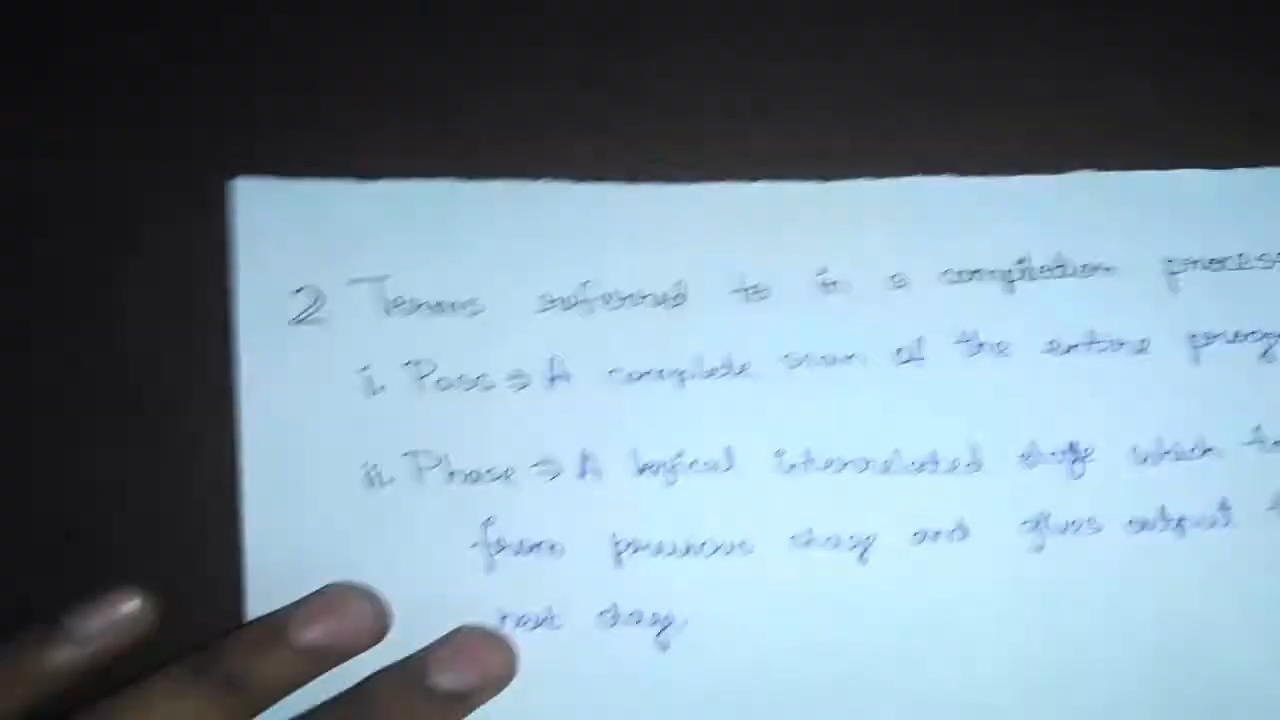 2 Terms referred to in a compilation process
i. Pass ⇒ A complete scan of the entire
ii. Phase ⇒ A logical interrelated stage which
from previous stage and gives output
next stage.